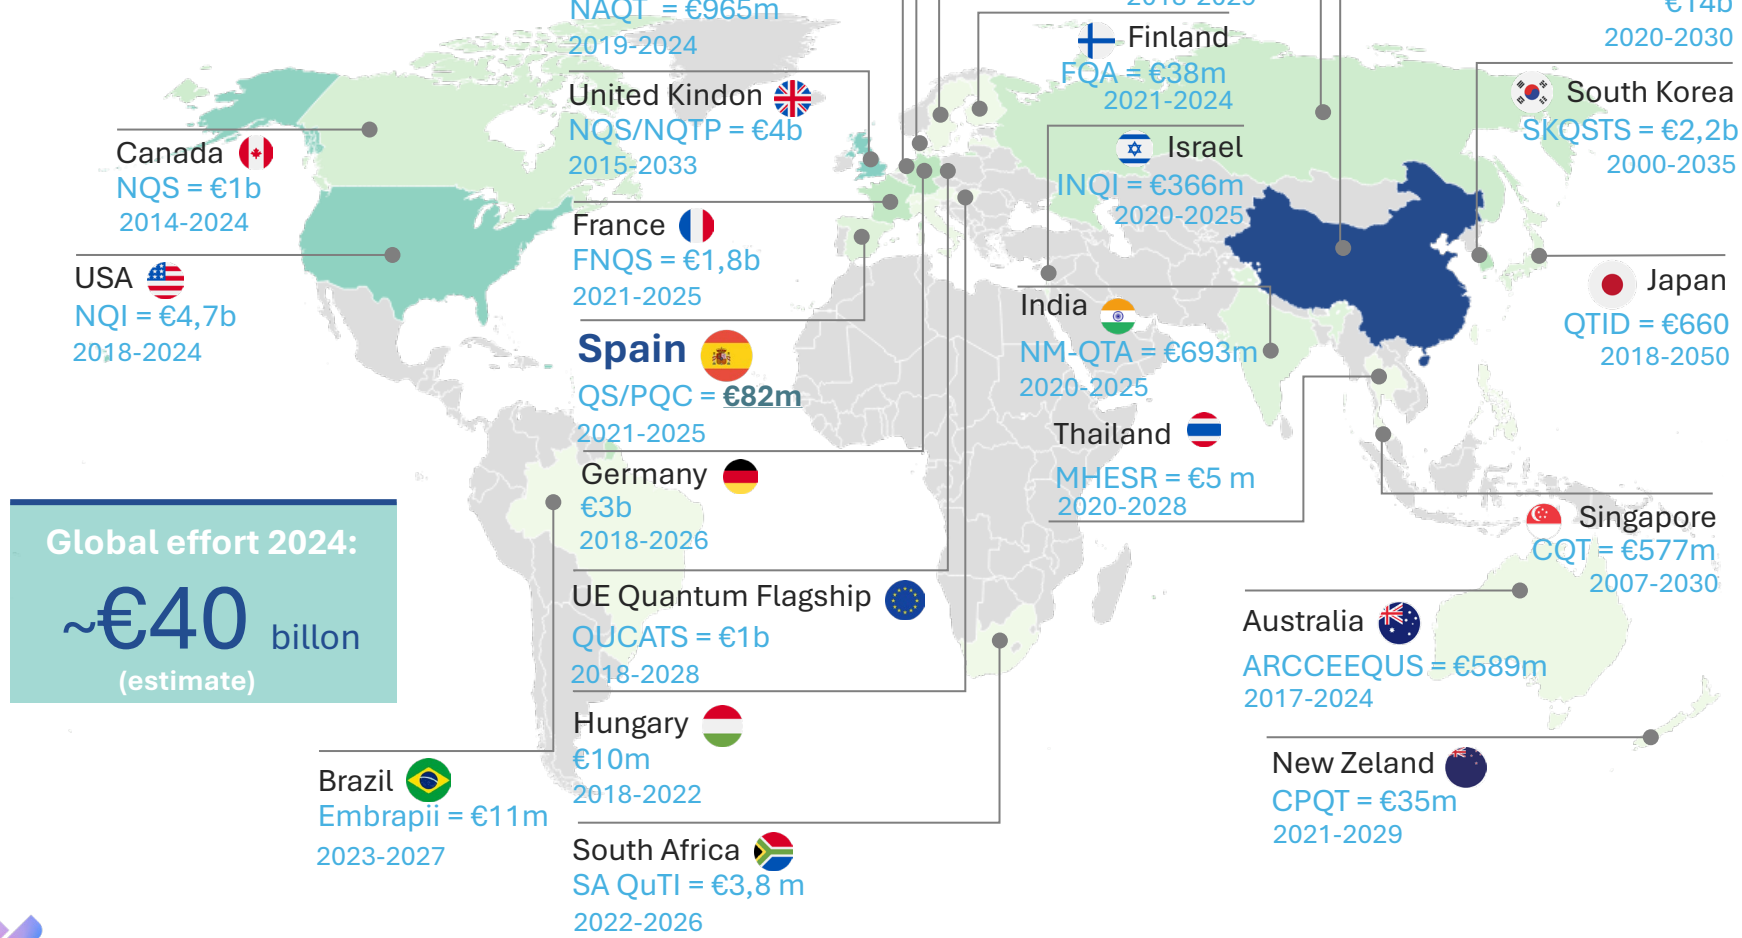 NAQT = €965m
2019-2024
2018-2025
€14b
2020-2030
Finland
FQA = €38m
2021-2024
United Kindon
NQS/NQTP = €4b
2015-2033
South Korea
SKQSTS = €2,2b
2000-2035
Canada
NQS = €1b
2014-2024
Israel
INQI = €366m
2020-2025
France
FNQS = €1,8b
2021-2025
USA
NQI = €4,7b
2018-2024
Japan
QTID = €660
2018-2050
India
NM-QTA = €693m
2020-2025
Spain
QS/PQC = €82m
2021-2025
Thailand
MHESR = €5 m
2020-2028
Germany
€3b
2018-2026
Singapore
CQT = €577m
2007-2030
Global effort 2024:
~€40 billon
(estimate)
UE Quantum Flagship
QUCATS = €1b
2018-2028
Australia
ARCCEEQUS = €589m
2017-2024
Hungary
€10m
2018-2022
New Zeland
CPQT = €35m
2021-2029
Brazil
Embrapii = €11m
2023-2027
South Africa
SA QuTI = €3,8 m
2022-2026